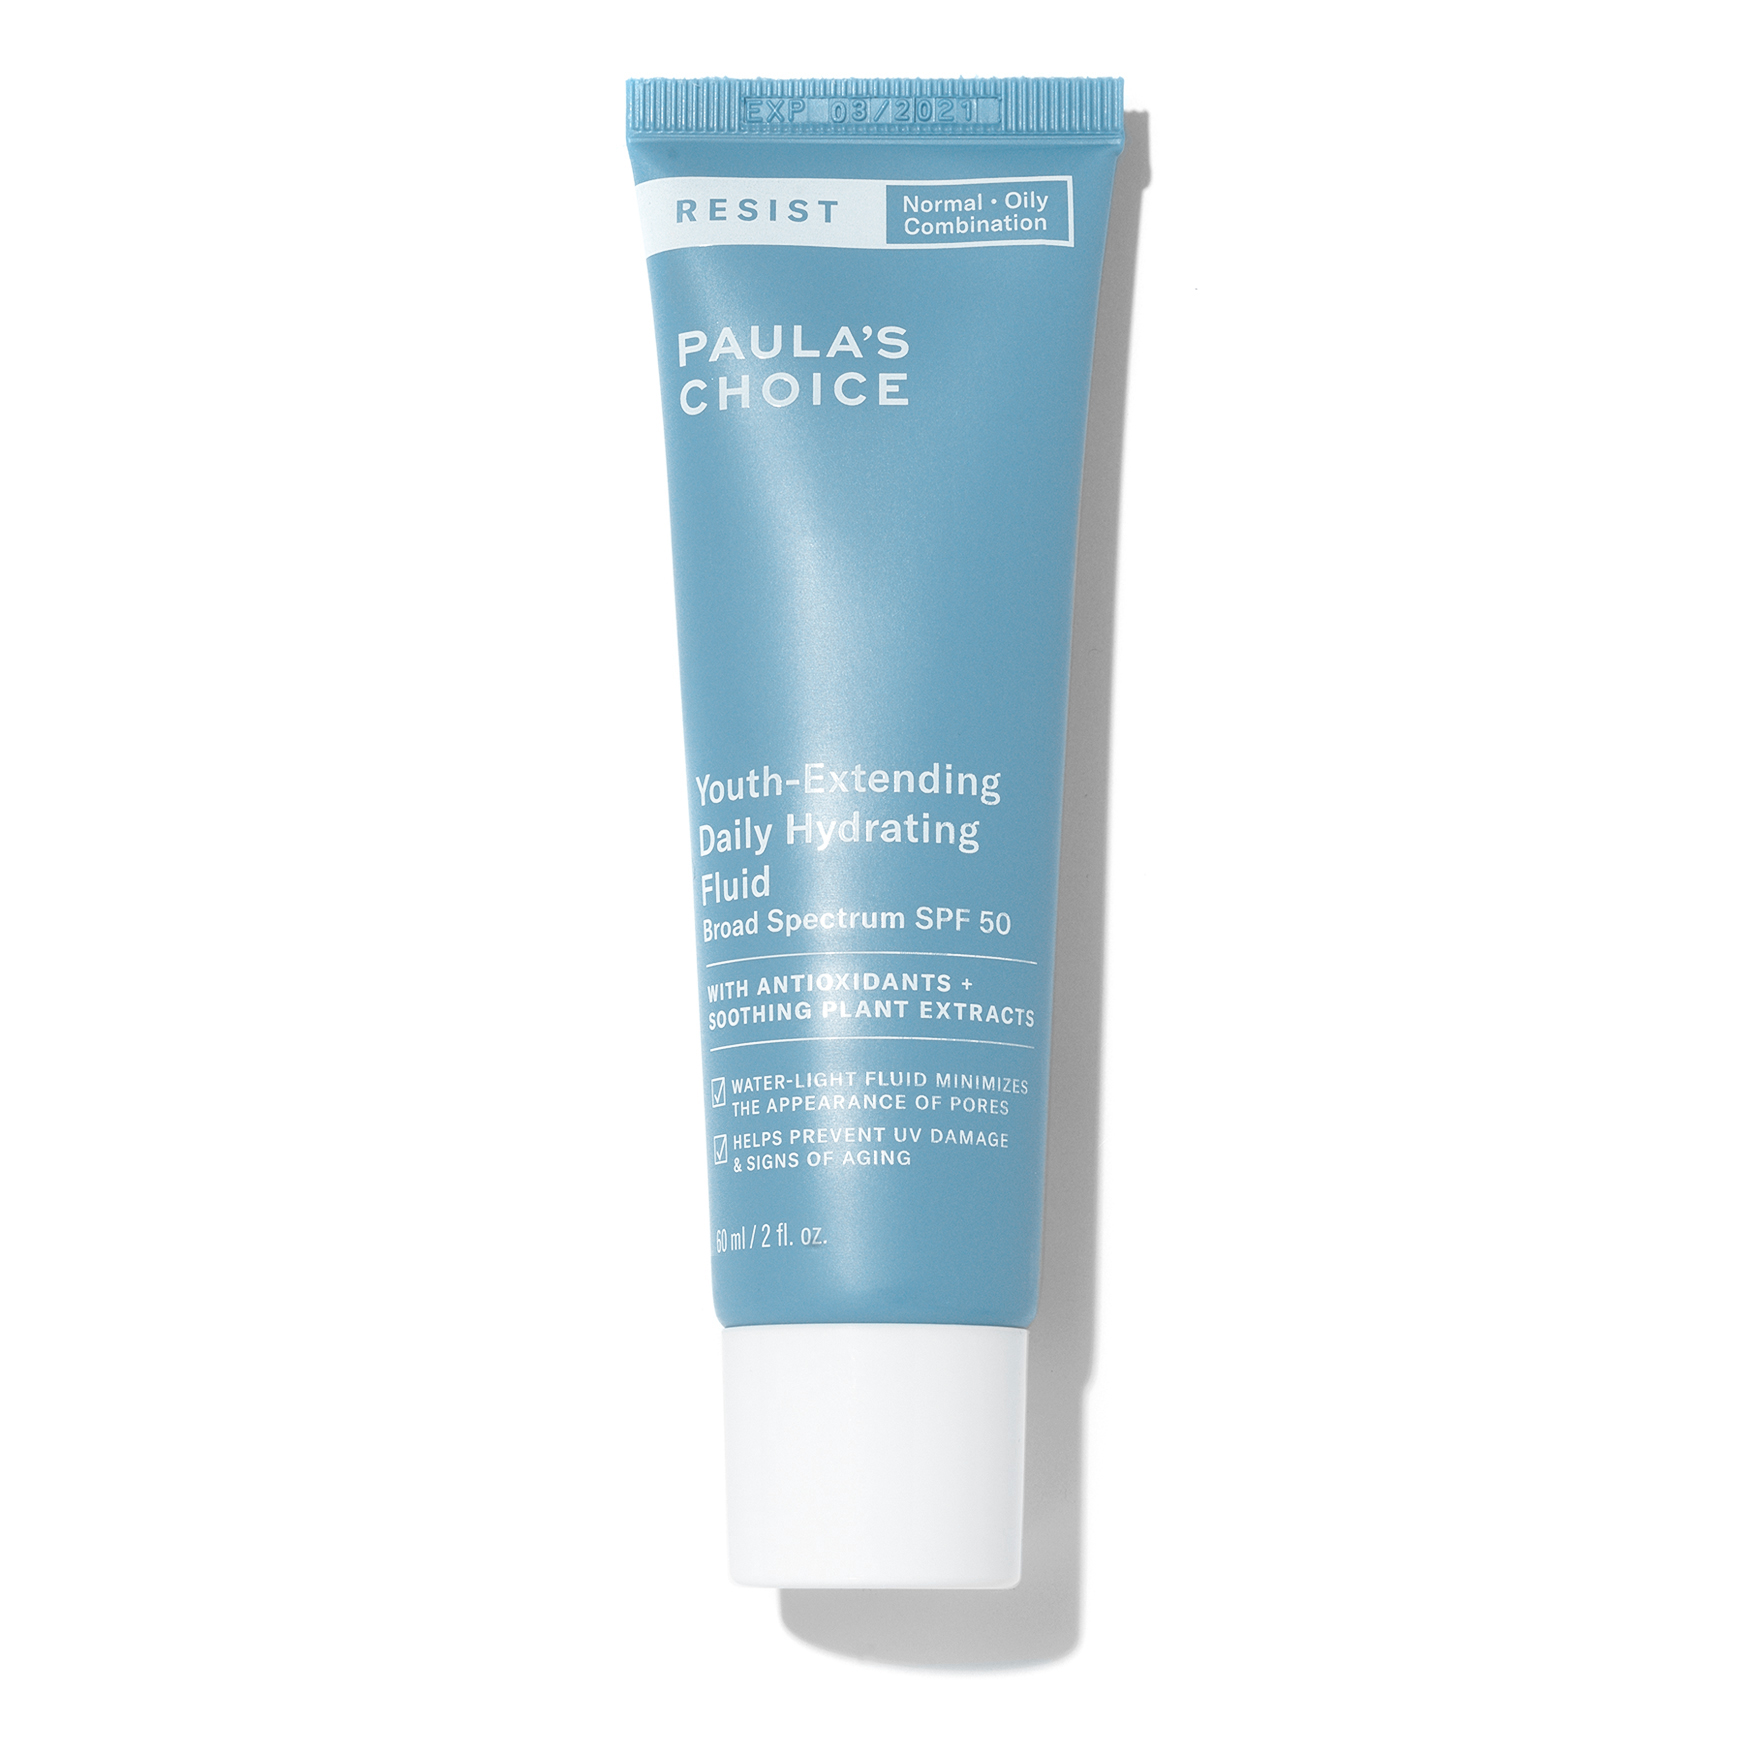 EXP 03/2021
RESIST
Normal • Oily
Combination
PAULA'S
CHOICE
Youth-Extending
Daily Hydrating
Fluid
Broad Spectrum SPF 50
WITH ANTIOXIDANTS +
SOOTHING PLANT EXTRACTS
WATER-LIGHT FLUID MINIMIZES
THE APPEARANCE OF PORES
HELPS PREVENT UV DAMAGE
& SIGNS OF AGING
60 ml / 2 fl. oz.